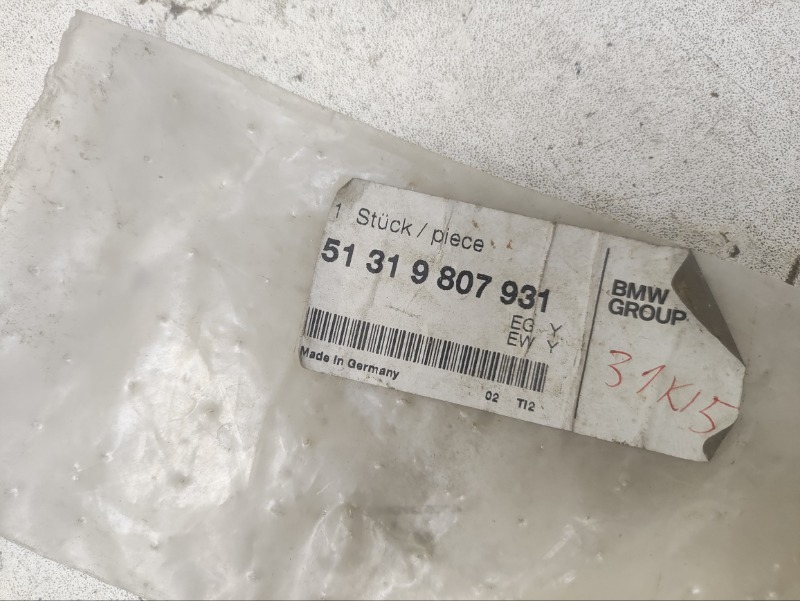 1 Stück / piece
51 31 9 807 931
EG Y
EW Y
Made in Germany
02 TI2
BMW
GROUP
31K15